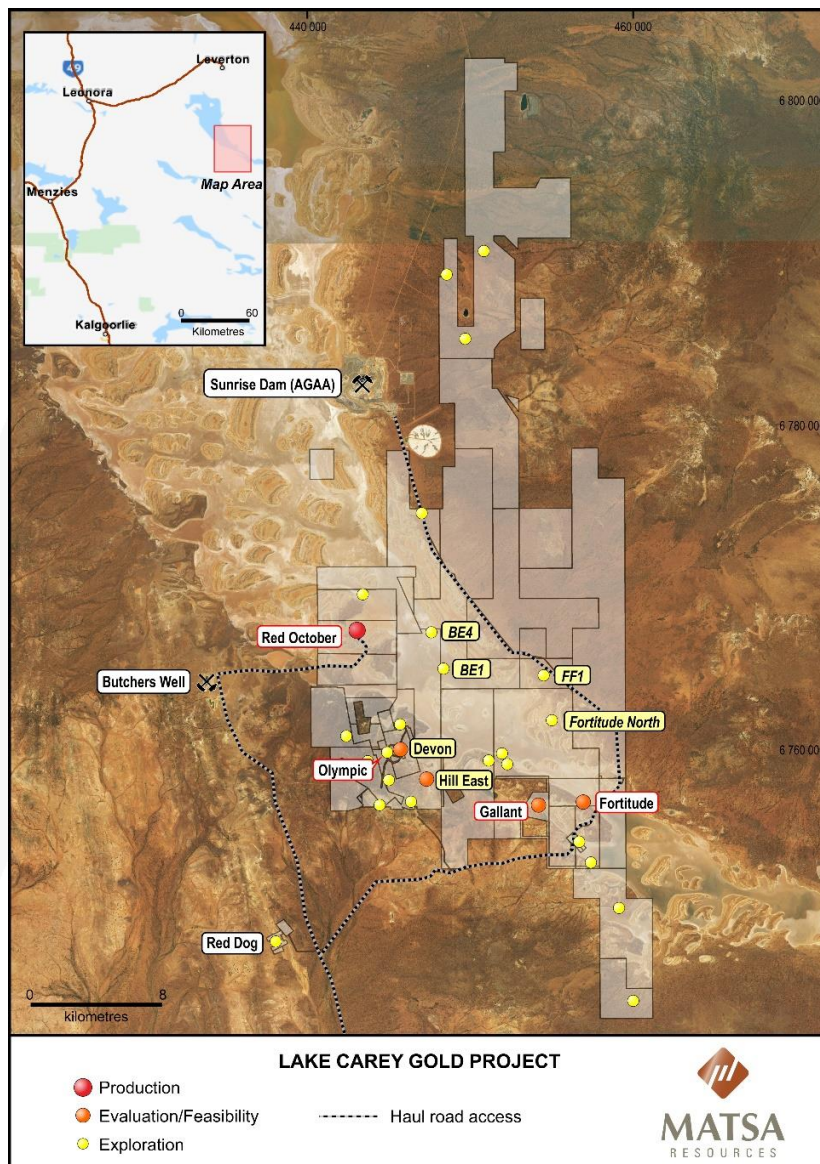 440 000
460 000
6 800 000
49
Leverton
Leonora
Map Area
Menzies
0 60
Kilometres
Kalgoorlie
Sunrise Dam (AGAA)
6 780 000
Red October
BE4
Butchers Well
BE1
FF1
Fortitude North
Devon
6 760 000
Olympic
Hill East
Gallant
Fortitude
Red Dog
0 8
kilometres
LAKE CAREY GOLD PROJECT
Production
Evaluation/Feasibility
Haul road access
Exploration
MATSA
RESOURCES